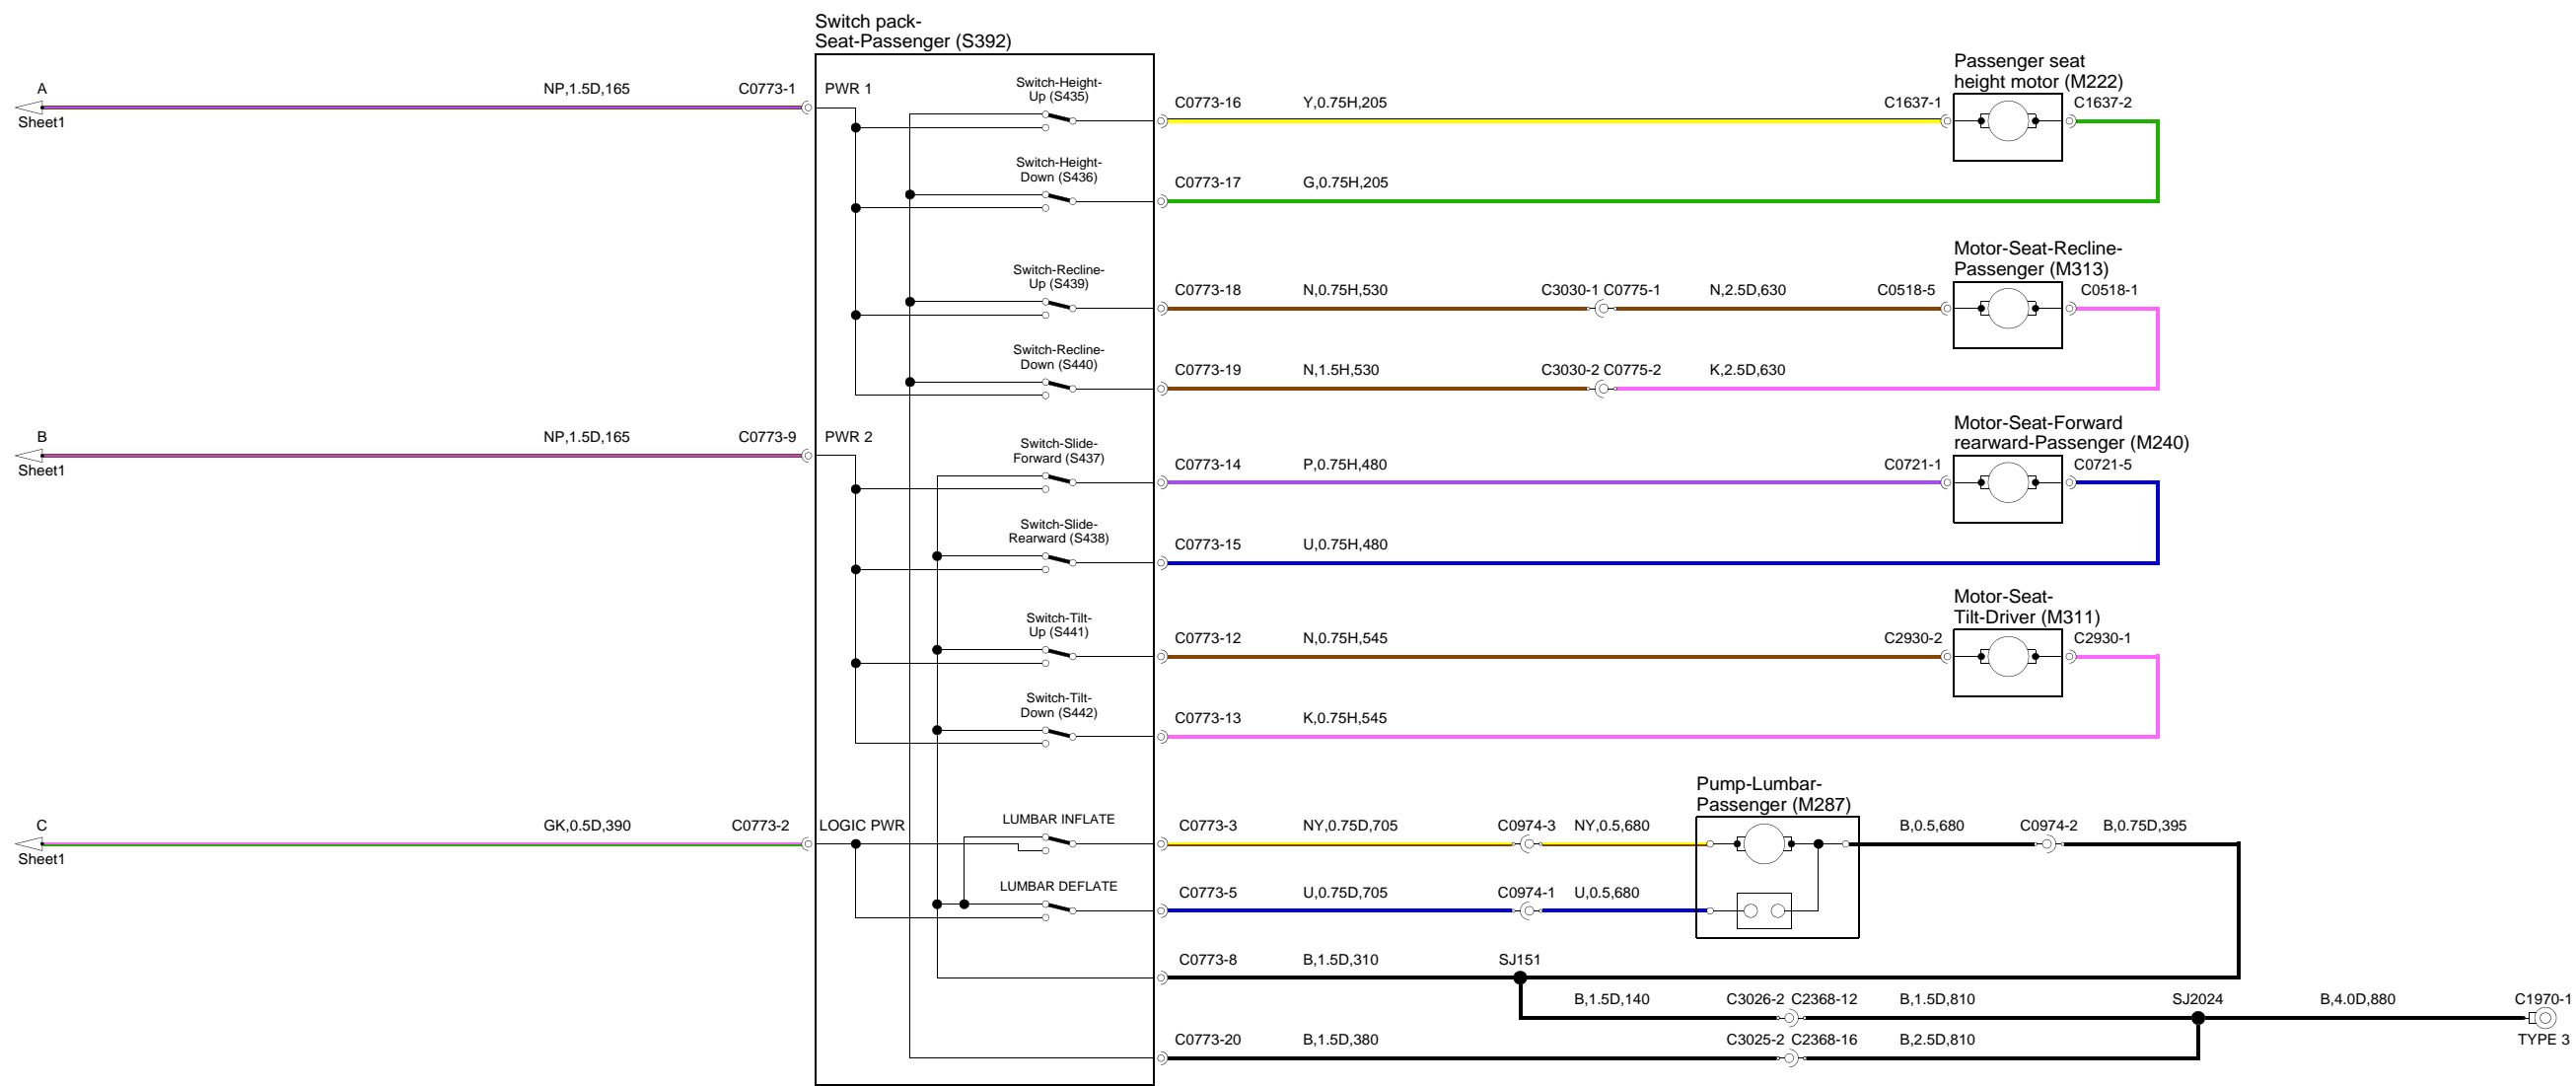 Switch pack-
Seat-Passenger (S392)
A
Sheet1
NP,1.5D,165
C0773-1
PWR 1
Switch-Height-
Up (S435)
C0773-16
Y,0.75H,205
C1637-1
Passenger seat
height motor (M222)
C1637-2
Switch-Height-
Down (S436)
C0773-17
G,0.75H,205
Switch-Recline-
Up (S439)
C0773-18
N,0.75H,530
C3030-1 C0775-1
N,2.5D,630
C0518-5
Motor-Seat-Recline-
Passenger (M313)
C0518-1
Switch-Recline-
Down (S440)
C0773-19
N,1.5H,530
C3030-2 C0775-2
K,2.5D,630
B
Sheet1
NP,1.5D,165
C0773-9
PWR 2
Switch-Slide-
Forward (S437)
C0773-14
P,0.75H,480
C0721-1
Motor-Seat-Forward
rearward-Passenger (M240)
C0721-5
Switch-Slide-
Rearward (S438)
C0773-15
U,0.75H,480
Switch-Tilt-
Up (S441)
C0773-12
N,0.75H,545
C2930-2
Motor-Seat-
Tilt-Driver (M311)
C2930-1
Switch-Tilt-
Down (S442)
C0773-13
K,0.75H,545
C
Sheet1
GK,0.5D,390
C0773-2
LOGIC PWR
LUMBAR INFLATE
C0773-3
NY,0.75D,705
C0974-3
NY,0.5,680
Pump-Lumbar-
Passenger (M287)
B,0.5,680
C0974-2
B,0.75D,395
LUMBAR DEFLATE
C0773-5
U,0.75D,705
C0974-1
U,0.5,680
C0773-8
B,1.5D,310
SJ151
B,1.5D,140
C3026-2 C2368-12
B,1.5D,810
SJ2024
B,4.0D,880
C1970-1
TYPE 3
C0773-20
B,1.5D,380
C3025-2 C2368-16
B,2.5D,810